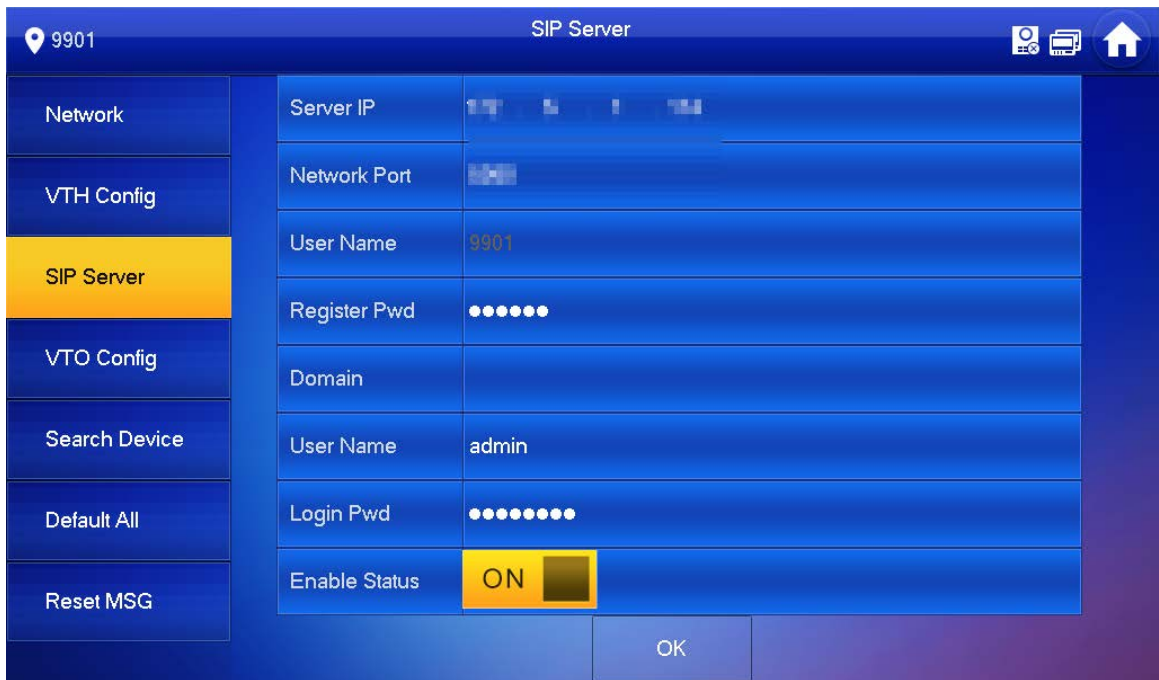 9901
SIP Server
Network
VTH Config
SIP Server
VTO Config
Search Device
Default All
Reset MSG
Server IP
Network Port
User Name 9901
Register Pwd ●●●●●●
Domain
User Name admin
Login Pwd ●●●●●●●●
Enable Status ON
OK